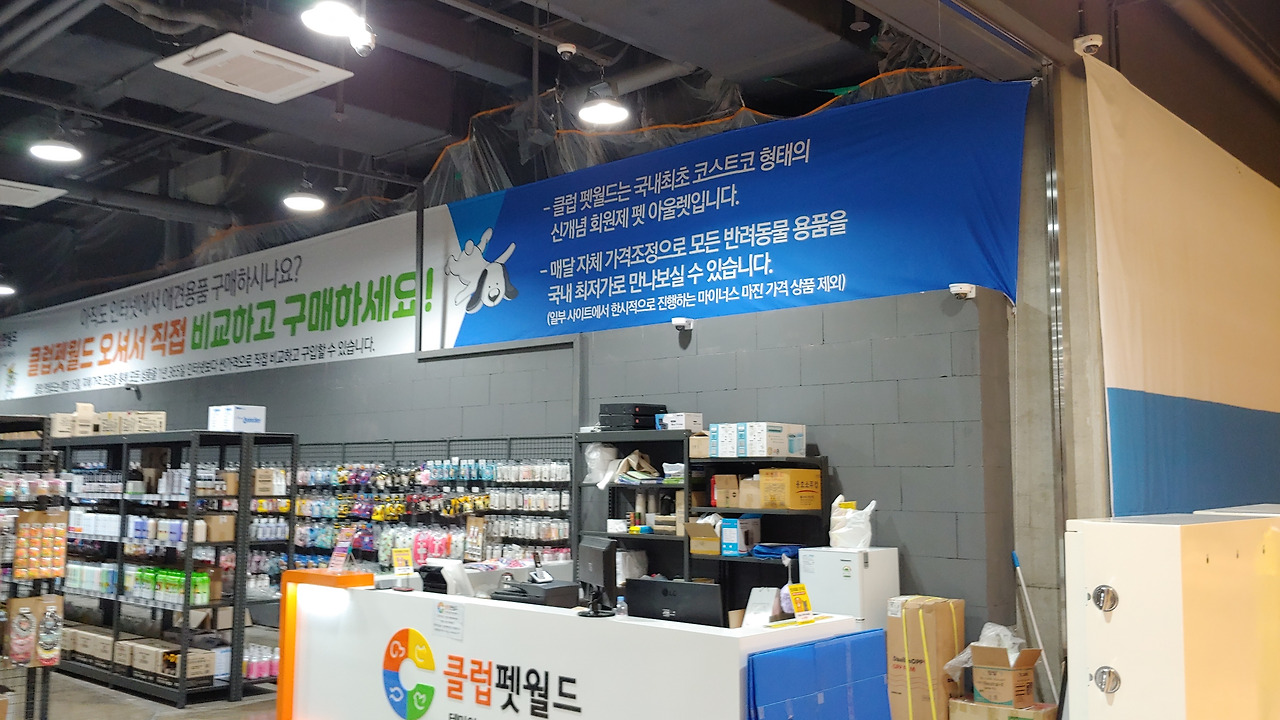 아직도 인터넷에서 애견용품 구매하시나요?
클럽펫월드 오셔서 직접 비교하고 구매하세요!
- 클럽 펫월드는 국내최초 코스트코 형태의
신개념 회원제 펫 아울렛입니다.
- 매달 자체 가격조정으로 모든 반려동물 용품을
국내 최저가로 만나보실 수 있습니다.
(일부 사이트에서 한시적으로 진행하는 마이너스 마진 가격 상품 제외)
LG
클럽펫월드